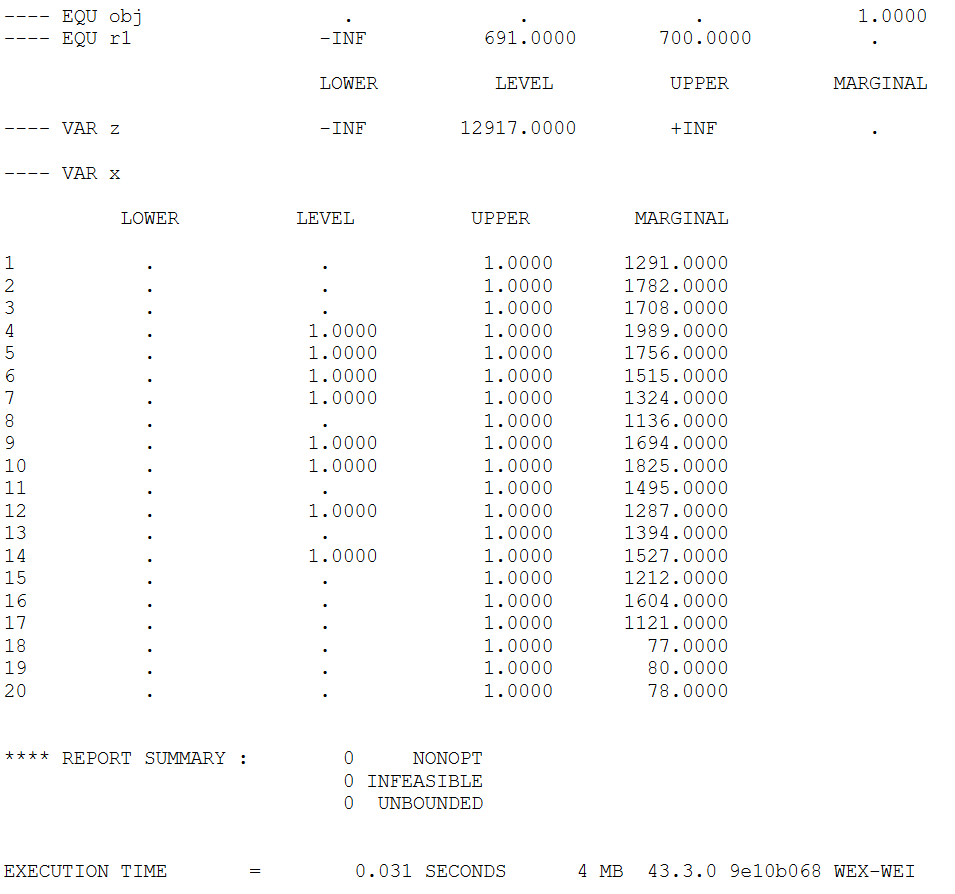 ---- EQU obj . . . 1.0000
---- EQU r1 -INF 691.0000 700.0000 .
LOWER LEVEL UPPER MARGINAL
---- VAR z -INF 12917.0000 +INF .
---- VAR x
LOWER LEVEL UPPER MARGINAL
1 . . 1.0000 1291.0000
2 . . 1.0000 1782.0000
3 . . 1.0000 1708.0000
4 . 1.0000 1.0000 1989.0000
5 . 1.0000 1.0000 1756.0000
6 . 1.0000 1.0000 1515.0000
7 . 1.0000 1.0000 1324.0000
8 . . 1.0000 1136.0000
9 . 1.0000 1.0000 1694.0000
10 . 1.0000 1.0000 1825.0000
11 . . 1.0000 1495.0000
12 . 1.0000 1.0000 1287.0000
13 . . 1.0000 1394.0000
14 . 1.0000 1.0000 1527.0000
15 . . 1.0000 1212.0000
16 . . 1.0000 1604.0000
17 . . 1.0000 1121.0000
18 . . 1.0000 77.0000
19 . . 1.0000 80.0000
20 . . 1.0000 78.0000
**** REPORT SUMMARY : 0 NONOPT
0 INFEASIBLE
0 UNBOUNDED
EXECUTION TIME = 0.031 SECONDS 4 MB 43.3.0 9e10b068 WEX-WEI